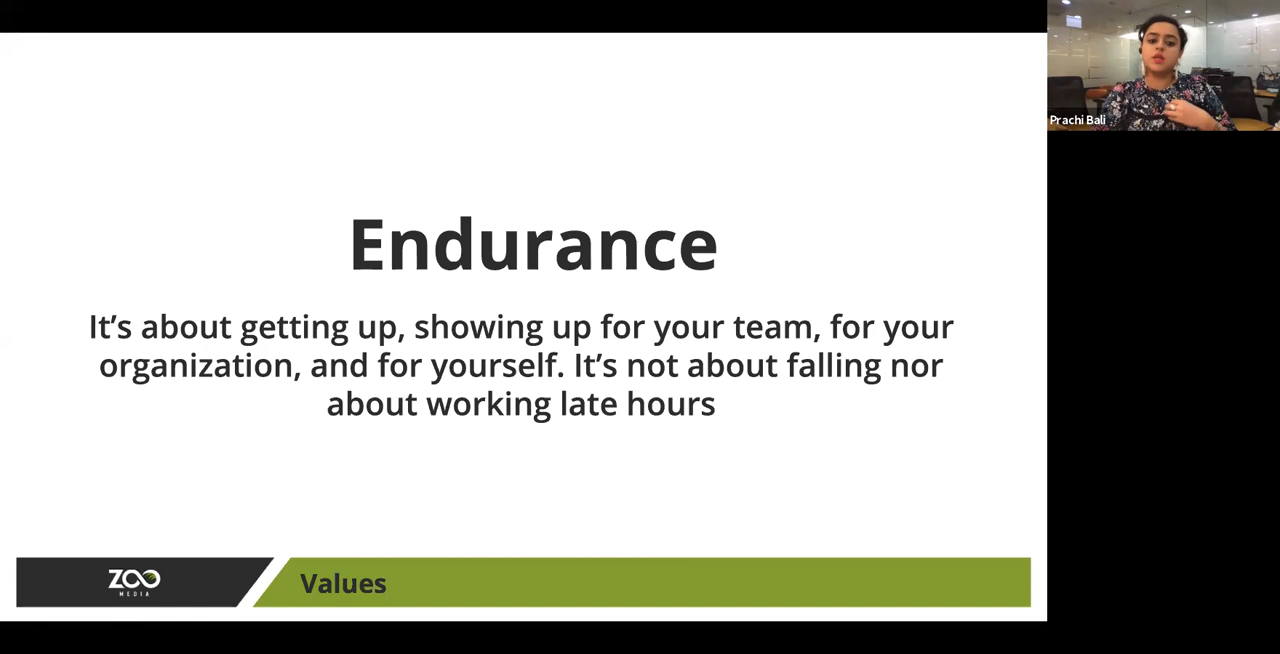 Prachi Bali
Endurance
It’s about getting up, showing up for your team, for your
organization, and for yourself. It’s not about falling nor
about working late hours
ZOO
MEDIA
Values